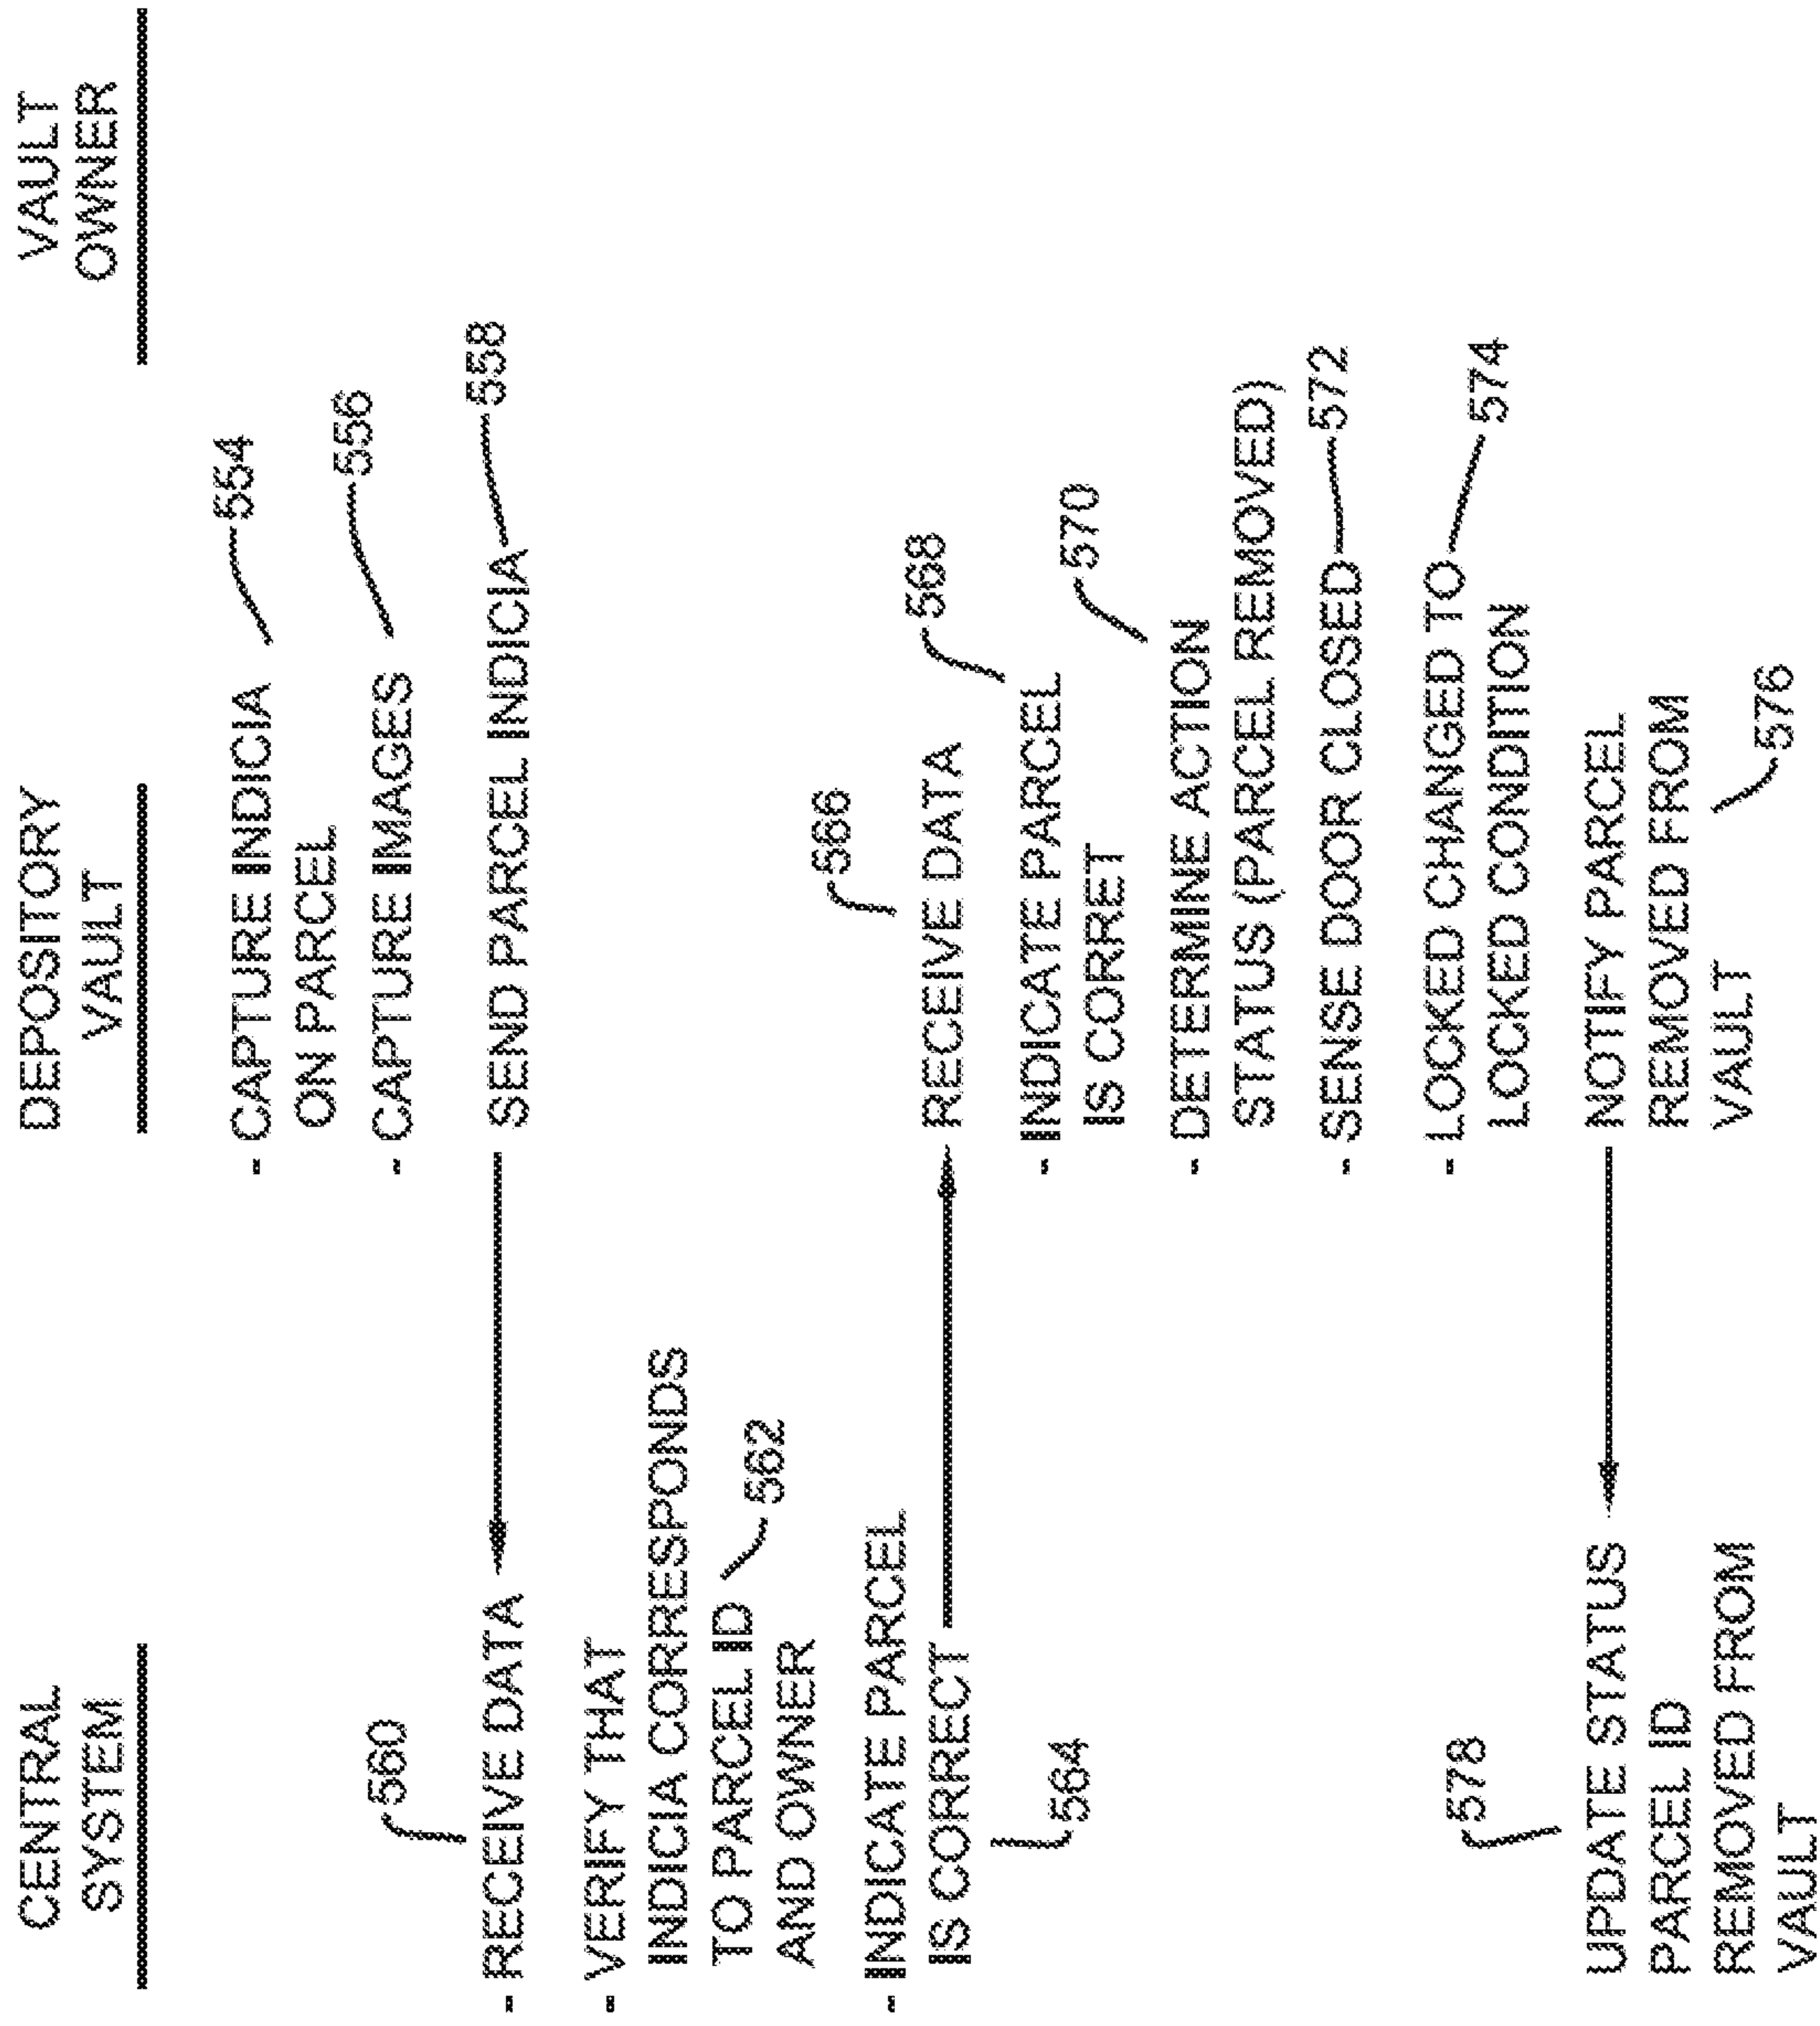 CENTRAL
SYSTEM
DEPOSITORY
VAULT
VAULT
OWNER
- CAPTURE INDICIA
ON PARCEL
554
- CAPTURE IMAGES
556
SEND PARCEL INDICIA
558
560
- RECEIVE DATA
- VERIFY THAT
INDICIA CORRESPONDS
TO PARCEL ID
AND OWNER
562
- INDICATE PARCEL
IS CORRECT
564
566
RECEIVE DATA
- INDICATE PARCEL
IS CORRET
568
- DETERMINE ACTION
STATUS (PARCEL REMOVED)
570
- SENSE DOOR CLOSED
572
- LOCKED CHANGED TO
LOCKED CONDITION
574
NOTIFY PARCEL
REMOVED FROM
VAULT
576
578
UPDATE STATUS
PARCEL ID
REMOVED FROM
VAULT